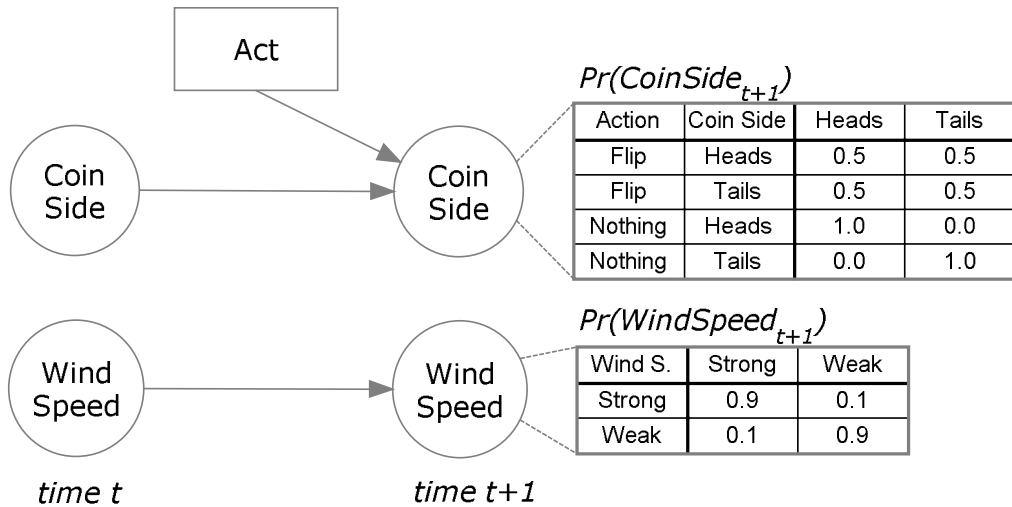 Act
Pr(CoinSide_{t+1})
Action Coin Side Heads Tails
Flip Heads 0.5 0.5
Flip Tails 0.5 0.5
Nothing Heads 1.0 0.0
Nothing Tails 0.0 1.0
Coin
Side
Coin
Side
Pr(WindSpeed_{t+1})
Wind S. Strong Weak
Strong 0.9 0.1
Weak 0.1 0.9
Wind
Speed
Wind
Speed
time t
time t+1